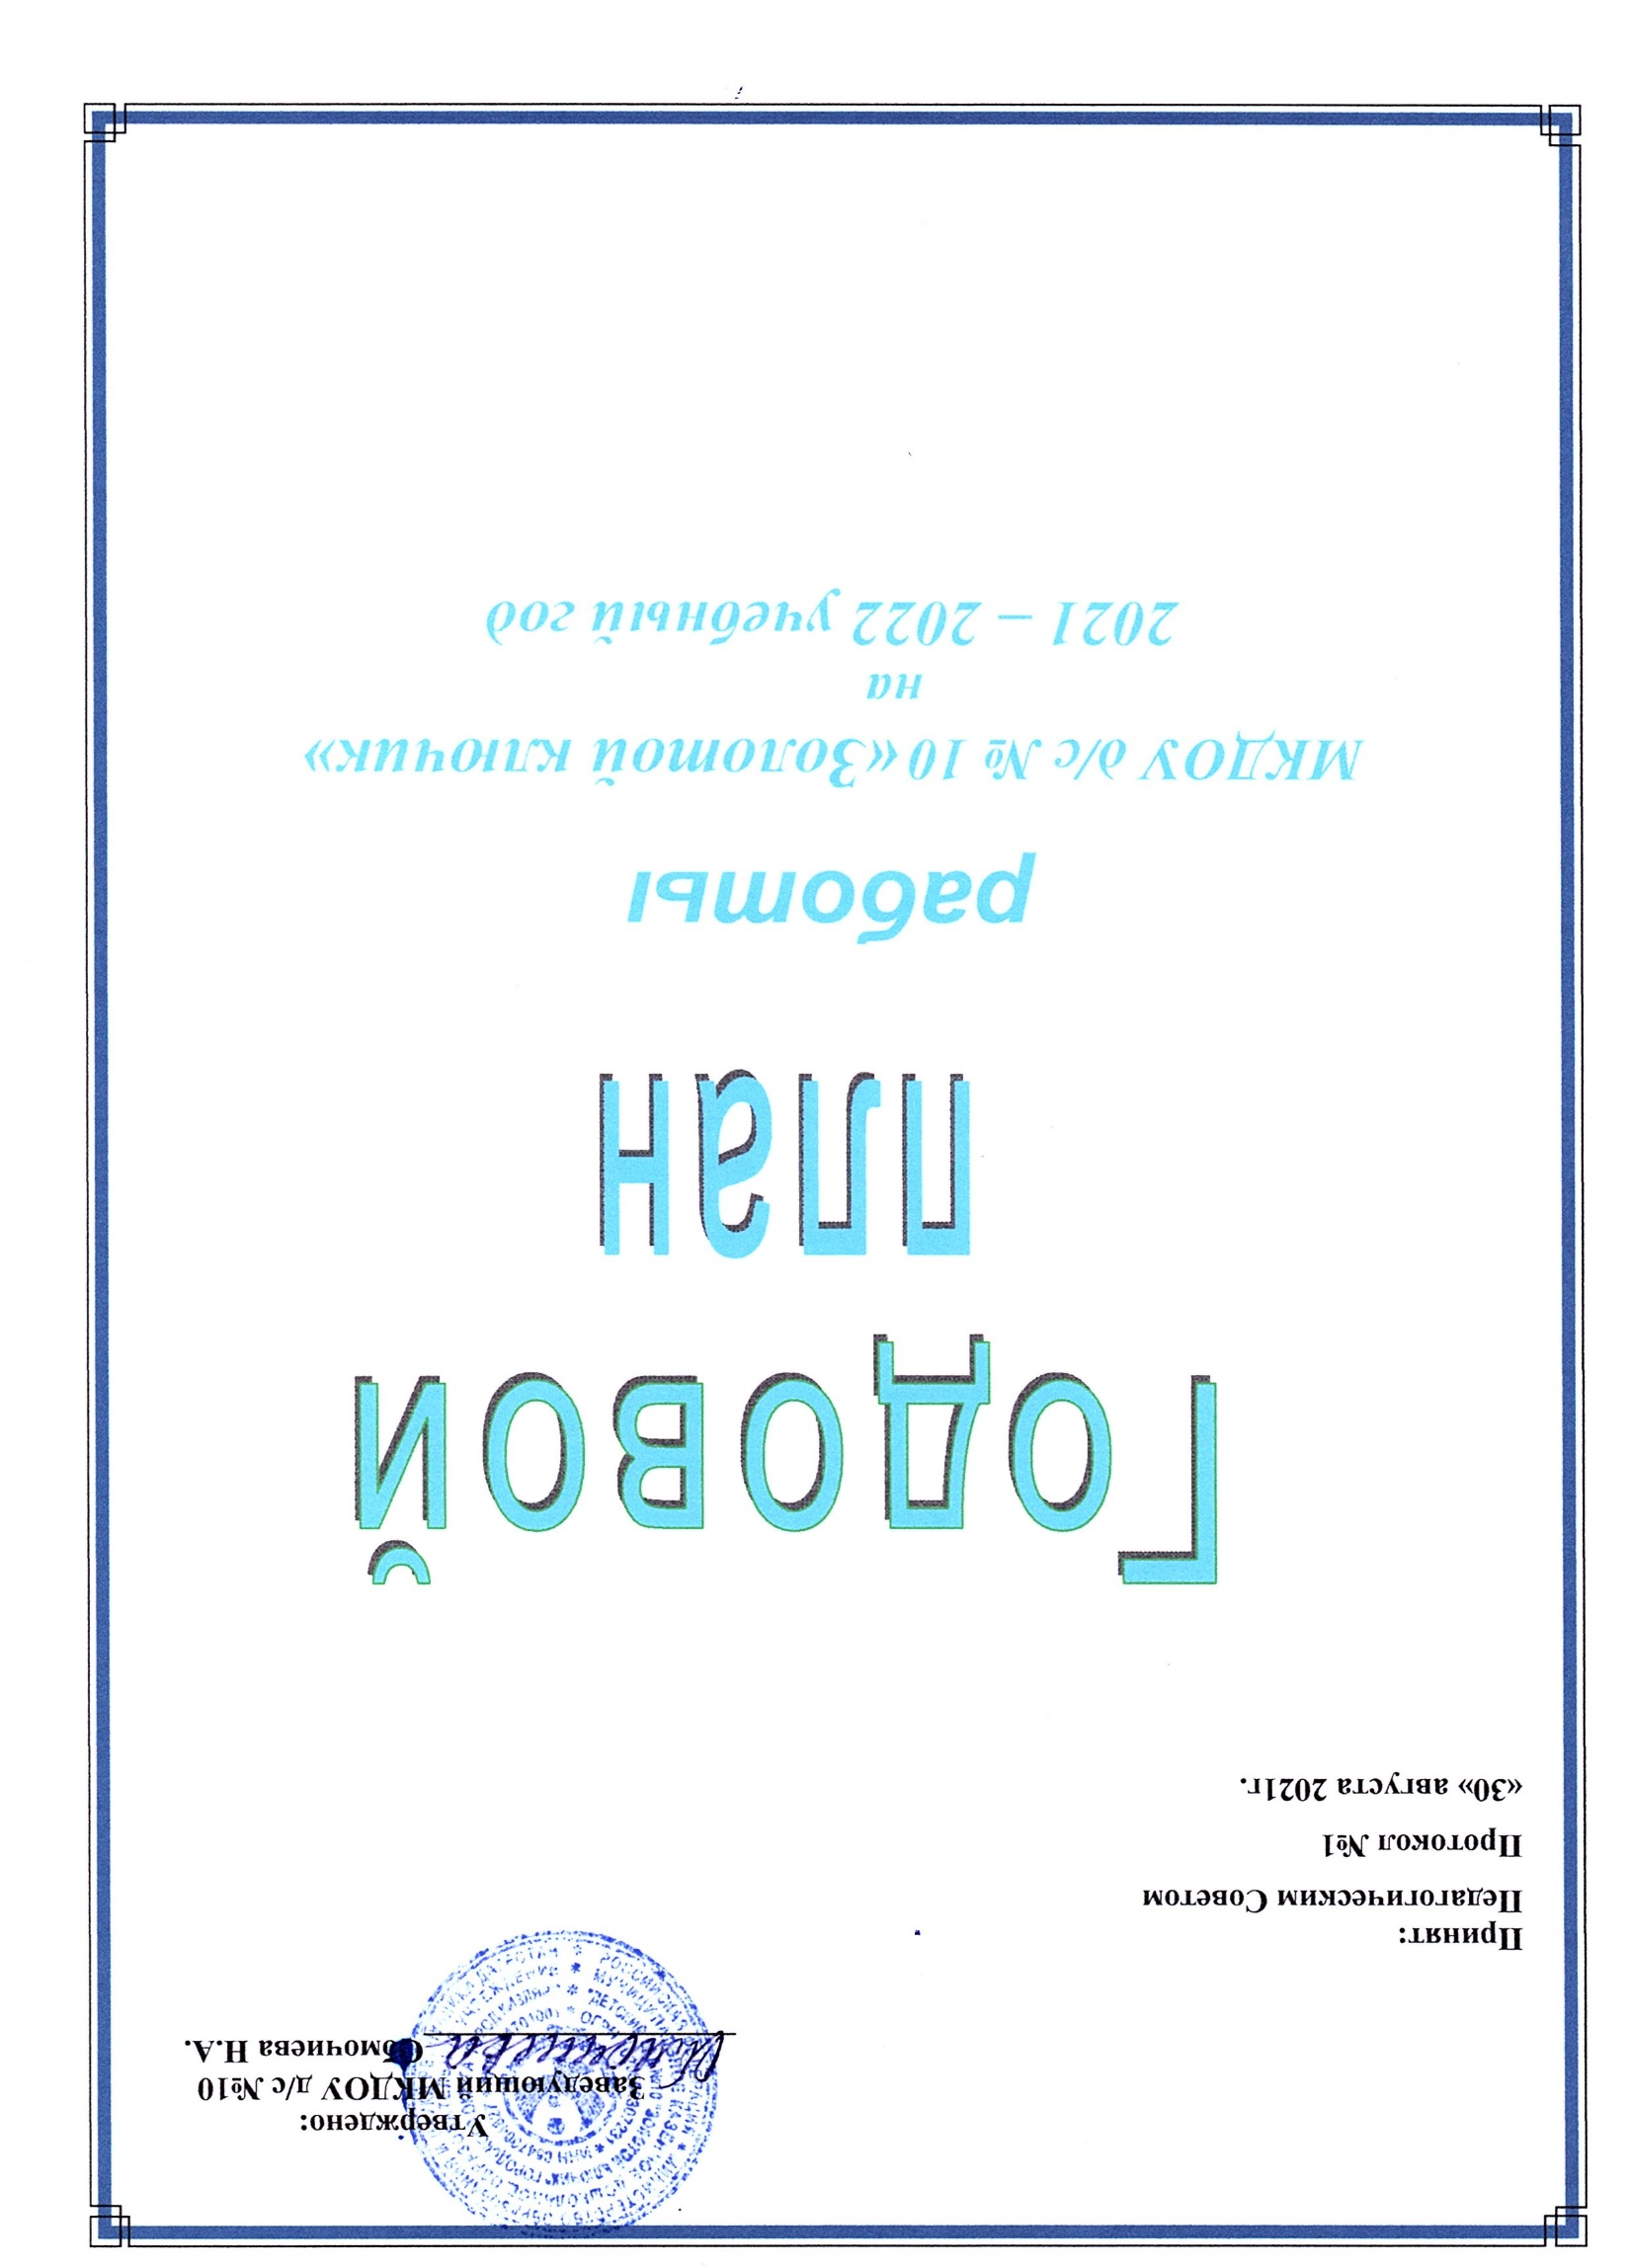 Утверждено:
Заведующий МКДОУ д/с №10
Омочиева Н.А.
Принят:
Педагогическим Советом
Протокол №1
«30» августа 2021г.
Годовой
план
работы
МКДОУ д/с № 10 «Золотой ключик»
на
2021 – 2022 учебный год